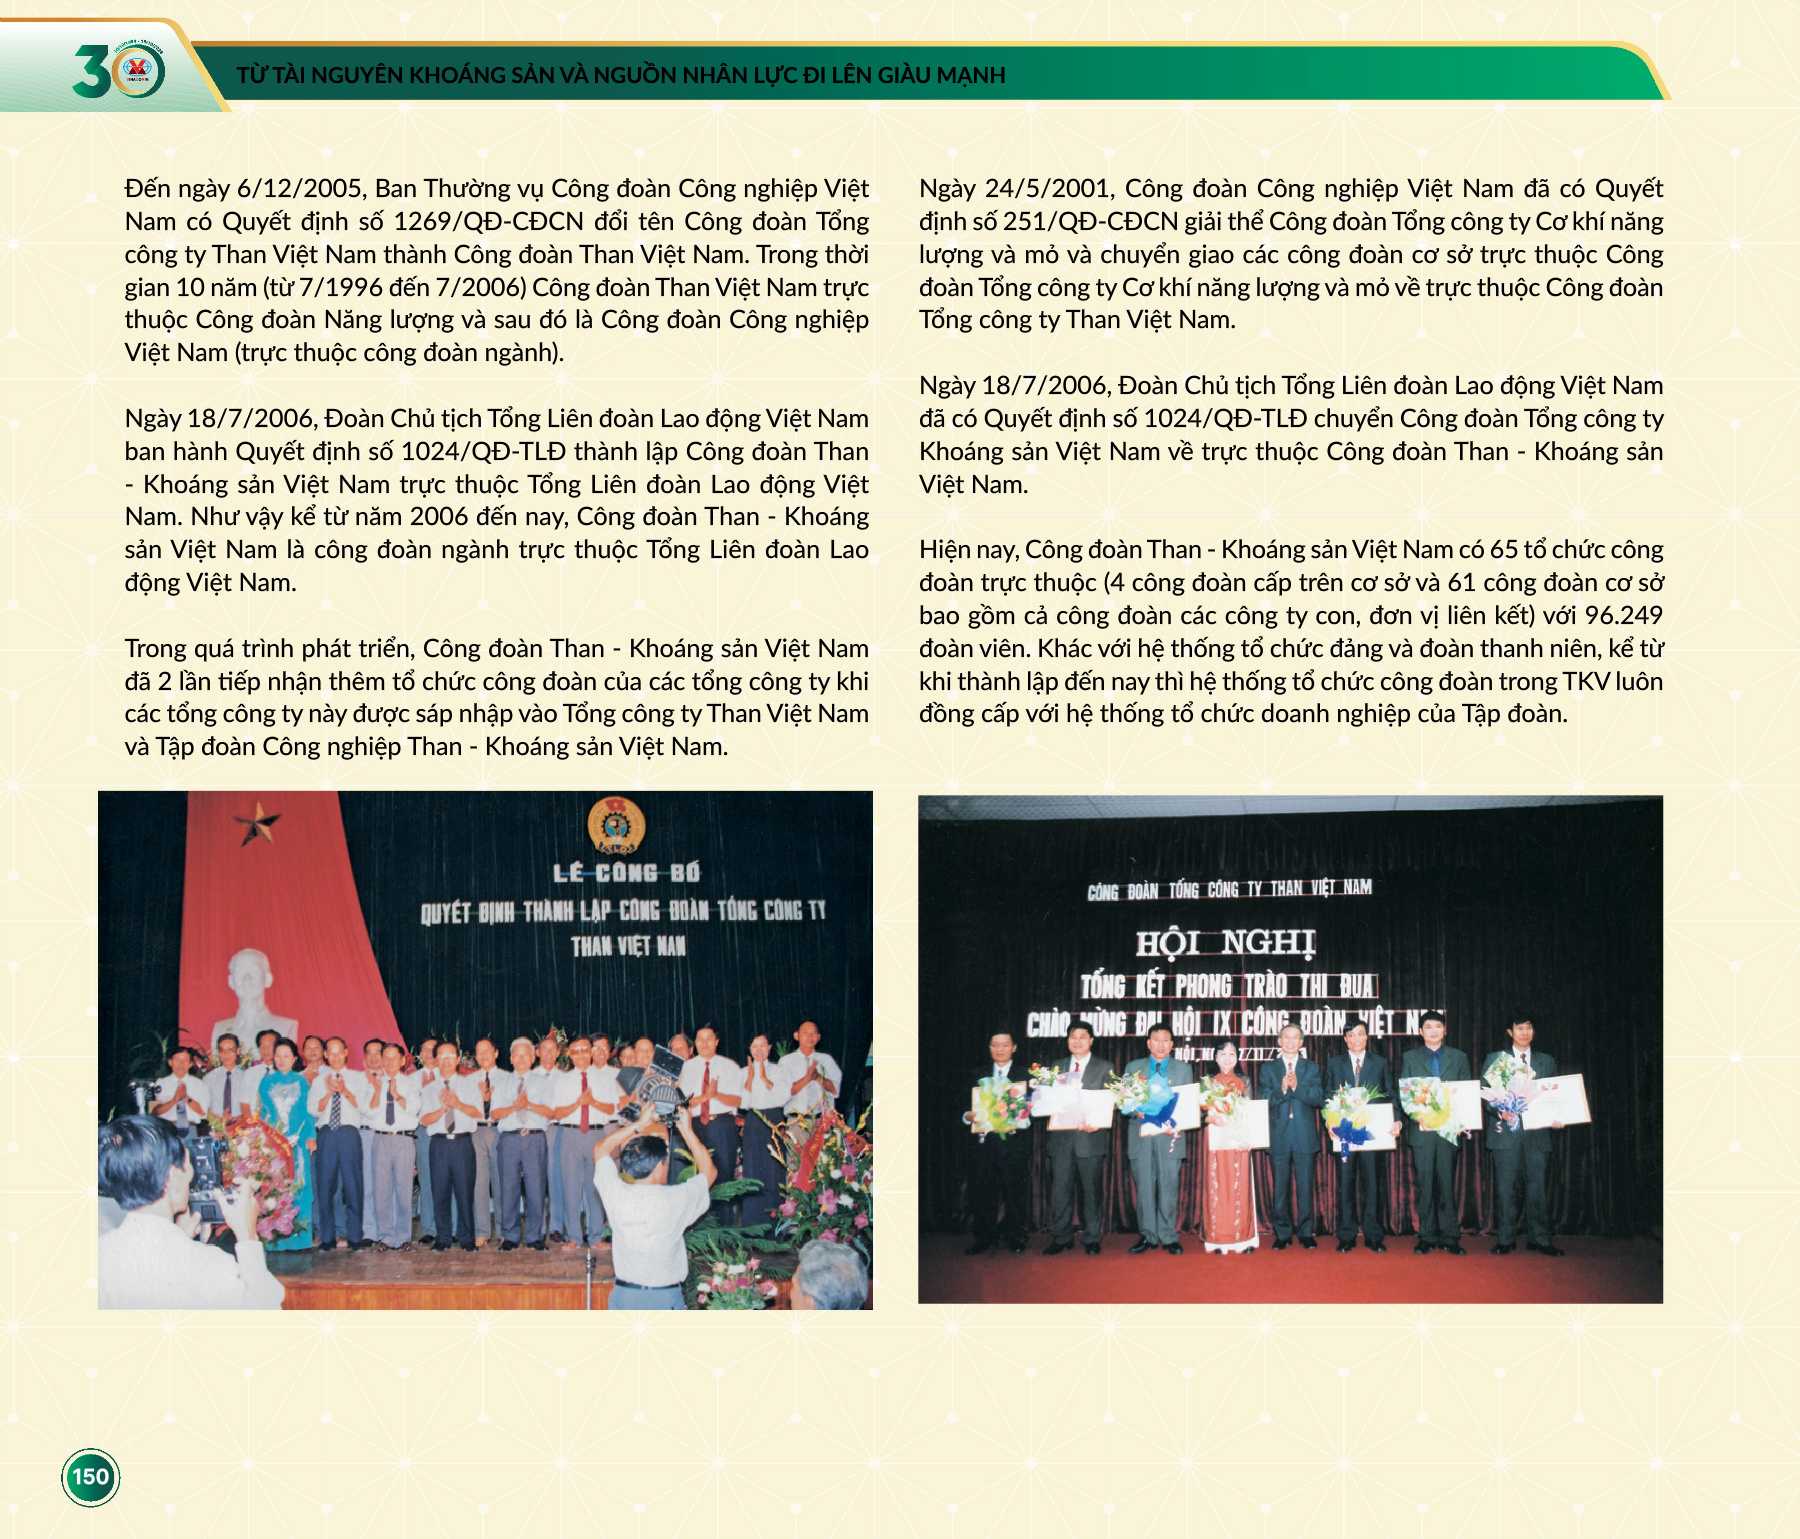 30
VINACOMIN
TỪ TÀI NGUYÊN KHOÁNG SẢN VÀ NGUỒN NHÂN LỰC ĐI LÊN GIÀU MẠNH
Đến ngày 6/12/2005, Ban Thường vụ Công đoàn Công nghiệp Việt
Nam có Quyết định số 1269/QĐ-CĐCN đổi tên Công đoàn Tổng
công ty Than Việt Nam thành Công đoàn Than Việt Nam. Trong thời
gian 10 năm (từ 7/1996 đến 7/2006) Công đoàn Than Việt Nam trực
thuộc Công đoàn Năng lượng và sau đó là Công đoàn Công nghiệp
Việt Nam (trực thuộc công đoàn ngành).
Ngày 18/7/2006, Đoàn Chủ tịch Tổng Liên đoàn Lao động Việt Nam
ban hành Quyết định số 1024/QĐ-TLĐ thành lập Công đoàn Than
- Khoáng sản Việt Nam trực thuộc Tổng Liên đoàn Lao động Việt
Nam. Như vậy kể từ năm 2006 đến nay, Công đoàn Than - Khoáng
sản Việt Nam là công đoàn ngành trực thuộc Tổng Liên đoàn Lao
động Việt Nam.
Trong quá trình phát triển, Công đoàn Than - Khoáng sản Việt Nam
đã 2 lần tiếp nhận thêm tổ chức công đoàn của các tổng công ty khi
các tổng công ty này được sáp nhập vào Tổng công ty Than Việt Nam
và Tập đoàn Công nghiệp Than - Khoáng sản Việt Nam.
Ngày 24/5/2001, Công đoàn Công nghiệp Việt Nam đã có Quyết
định số 251/QĐ-CĐCN giải thể Công đoàn Tổng công ty Cơ khí năng
lượng và mỏ và chuyển giao các công đoàn cơ sở trực thuộc Công
đoàn Tổng công ty Cơ khí năng lượng và mỏ về trực thuộc Công đoàn
Tổng công ty Than Việt Nam.
Ngày 18/7/2006, Đoàn Chủ tịch Tổng Liên đoàn Lao động Việt Nam
đã có Quyết định số 1024/QĐ-TLĐ chuyển Công đoàn Tổng công ty
Khoáng sản Việt Nam về trực thuộc Công đoàn Than - Khoáng sản
Việt Nam.
Hiện nay, Công đoàn Than - Khoáng sản Việt Nam có 65 tổ chức công
đoàn trực thuộc (4 công đoàn cấp trên cơ sở và 61 công đoàn cơ sở
bao gồm cả công đoàn các công ty con, đơn vị liên kết) với 96.249
đoàn viên. Khác với hệ thống tổ chức đảng và đoàn thanh niên, kể từ
khi thành lập đến nay thì hệ thống tổ chức công đoàn trong TKV luôn
đồng cấp với hệ thống tổ chức doanh nghiệp của Tập đoàn.
LỄ CÔNG BỐ
QUYẾT ĐỊNH THÀNH LẬP CÔNG ĐOÀN TỔNG CÔNG TY
THAN VIỆT NAM
CÔNG ĐOÀN TỔNG CÔNG TY THAN VIỆT NAM
HỘI NGHỊ
TỔNG KẾT PHONG TRÀO THI ĐUA
CHÀO MỪNG ĐẠI HỘI IX CÔNG ĐOÀN VIỆT NAM
150